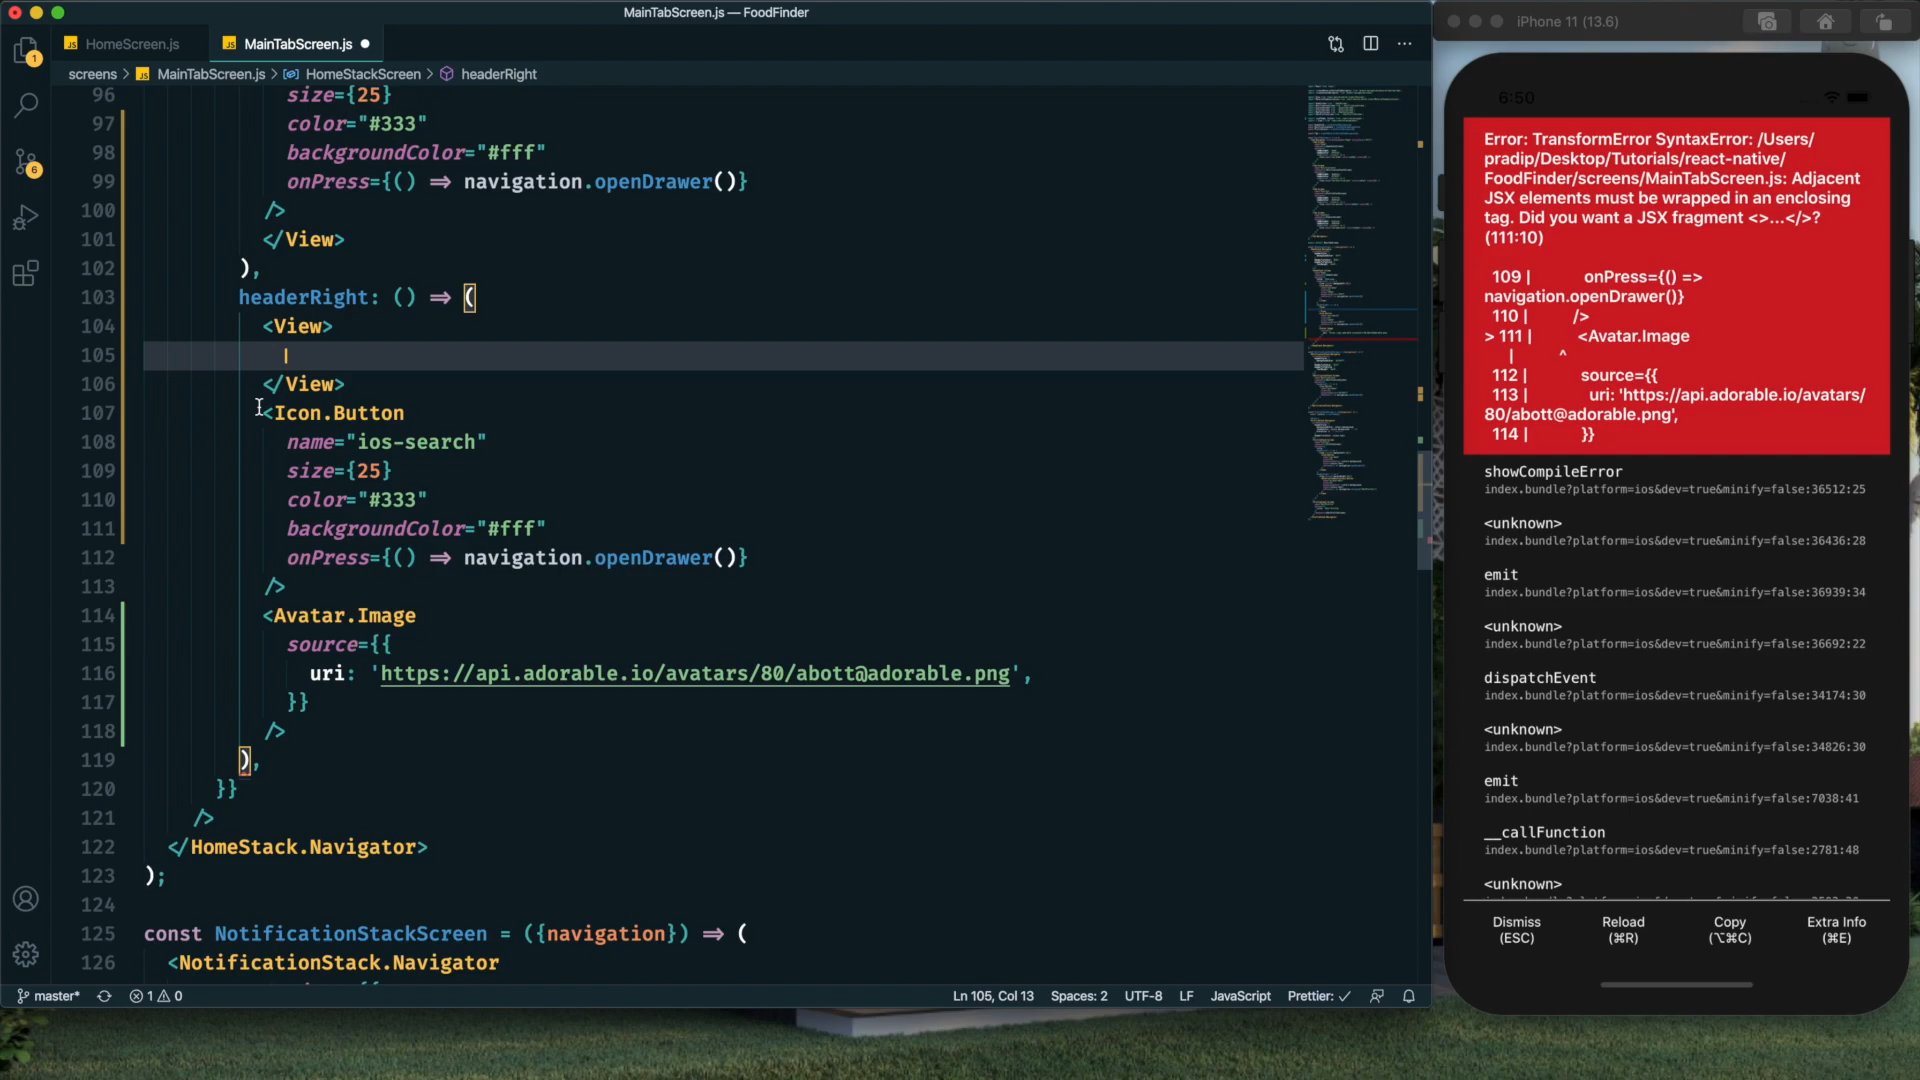 MainTabScreen.js — FoodFinder
iPhone 11 (13.6)
JS HomeScreen.js
JS MainTabScreen.js
screens > JS MainTabScreen.js > HomeStackScreen > headerRight
1
6
96 size={25}
97 color="#333"
98 backgroundColor="#fff"
99 onPress={() => navigation.openDrawer()}
100 />
101 </View>
102 ),
103 headerRight: () => (
104 <View>
105
106 </View>
107 <Icon.Button
108 name="ios-search"
109 size={25}
110 color="#333"
111 backgroundColor="#fff"
112 onPress={() => navigation.openDrawer()}
113 />
114 <Avatar.Image
115 source={{
116 uri: 'https://api.adorable.io/avatars/80/abott@adorable.png',
117 }}
118 />
119 ),
120 }}
121 />
122 </HomeStack.Navigator>
123 );
124
125 const NotificationStackScreen = ({navigation}) => (
126 <NotificationStack.Navigator
master* 1 0
Ln 105, Col 13 Spaces: 2 UTF-8 LF JavaScript Prettier: ✓
6:50
Error: TransformError SyntaxError: /Users/
pradip/Desktop/Tutorials/react-native/
FoodFinder/screens/MainTabScreen.js: Adjacent
JSX elements must be wrapped in an enclosing
tag. Did you want a JSX fragment <>...</>?
(111:10)
109 | onPress={() =>
navigation.openDrawer()}
110 | />
> 111 | <Avatar.Image
| ^
112 | source={{
113 | uri: 'https://api.adorable.io/avatars/
80/abott@adorable.png',
114 | }}
showCompileError
index.bundle?platform=ios&dev=true&minify=false:36512:25
<unknown>
index.bundle?platform=ios&dev=true&minify=false:36436:28
emit
index.bundle?platform=ios&dev=true&minify=false:36939:34
<unknown>
index.bundle?platform=ios&dev=true&minify=false:36692:22
dispatchEvent
index.bundle?platform=ios&dev=true&minify=false:34174:30
<unknown>
index.bundle?platform=ios&dev=true&minify=false:34826:30
emit
index.bundle?platform=ios&dev=true&minify=false:7038:41
__callFunction
index.bundle?platform=ios&dev=true&minify=false:2781:48
<unknown>
Dismiss
(ESC)
Reload
(⌘R)
Copy
(⌥⌘C)
Extra Info
(⌘E)